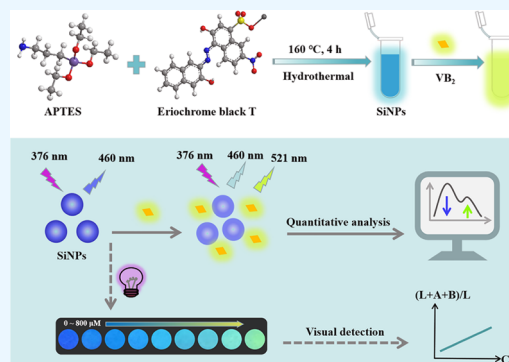 160 °C, 4 h
Hydrothermal
VB2
APTES
Eriochrome black T
SiNPs
376 nm
460 nm
376 nm
460 nm
521 nm
SiNPs
Quantitative analysis
0 ~ 800 μM
Visual detection
(L+A+B)/L
C